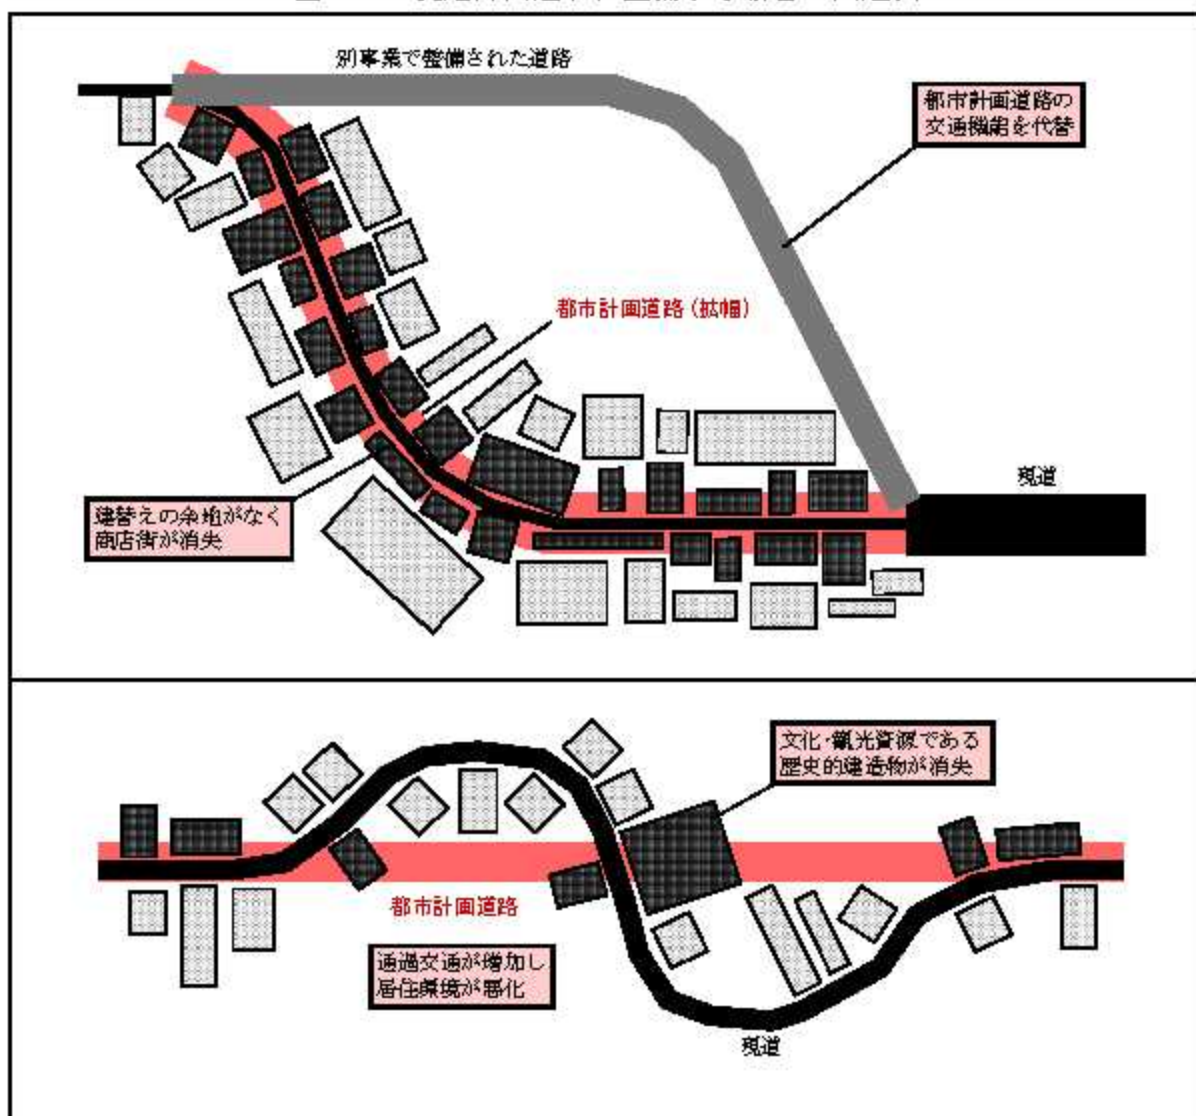 別事業で整備された道路
都市計画道路の
交通機能を代替
都市計画道路(拡幅)
現道
建替えの余地がなく
商店街が消失
文化・観光資源である
歴史的建造物が消失
都市計画道路
通過交通が増加し
居住環境が悪化
現道